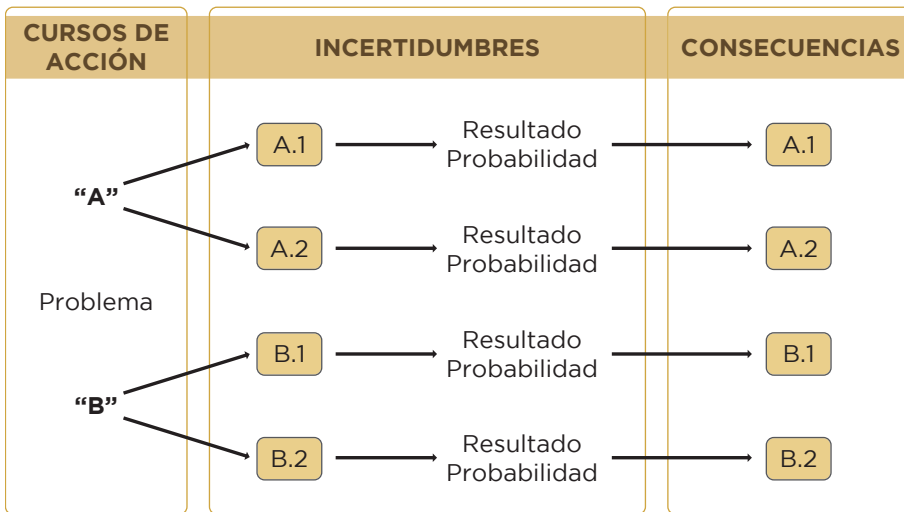 CURSOS DE
ACCIÓN
INCERTIDUMBRES
CONSECUENCIAS
A.1
Resultado
Probabilidad
A.1
“A”
A.2
Resultado
Probabilidad
A.2
Problema
B.1
Resultado
Probabilidad
B.1
“B”
B.2
Resultado
Probabilidad
B.2